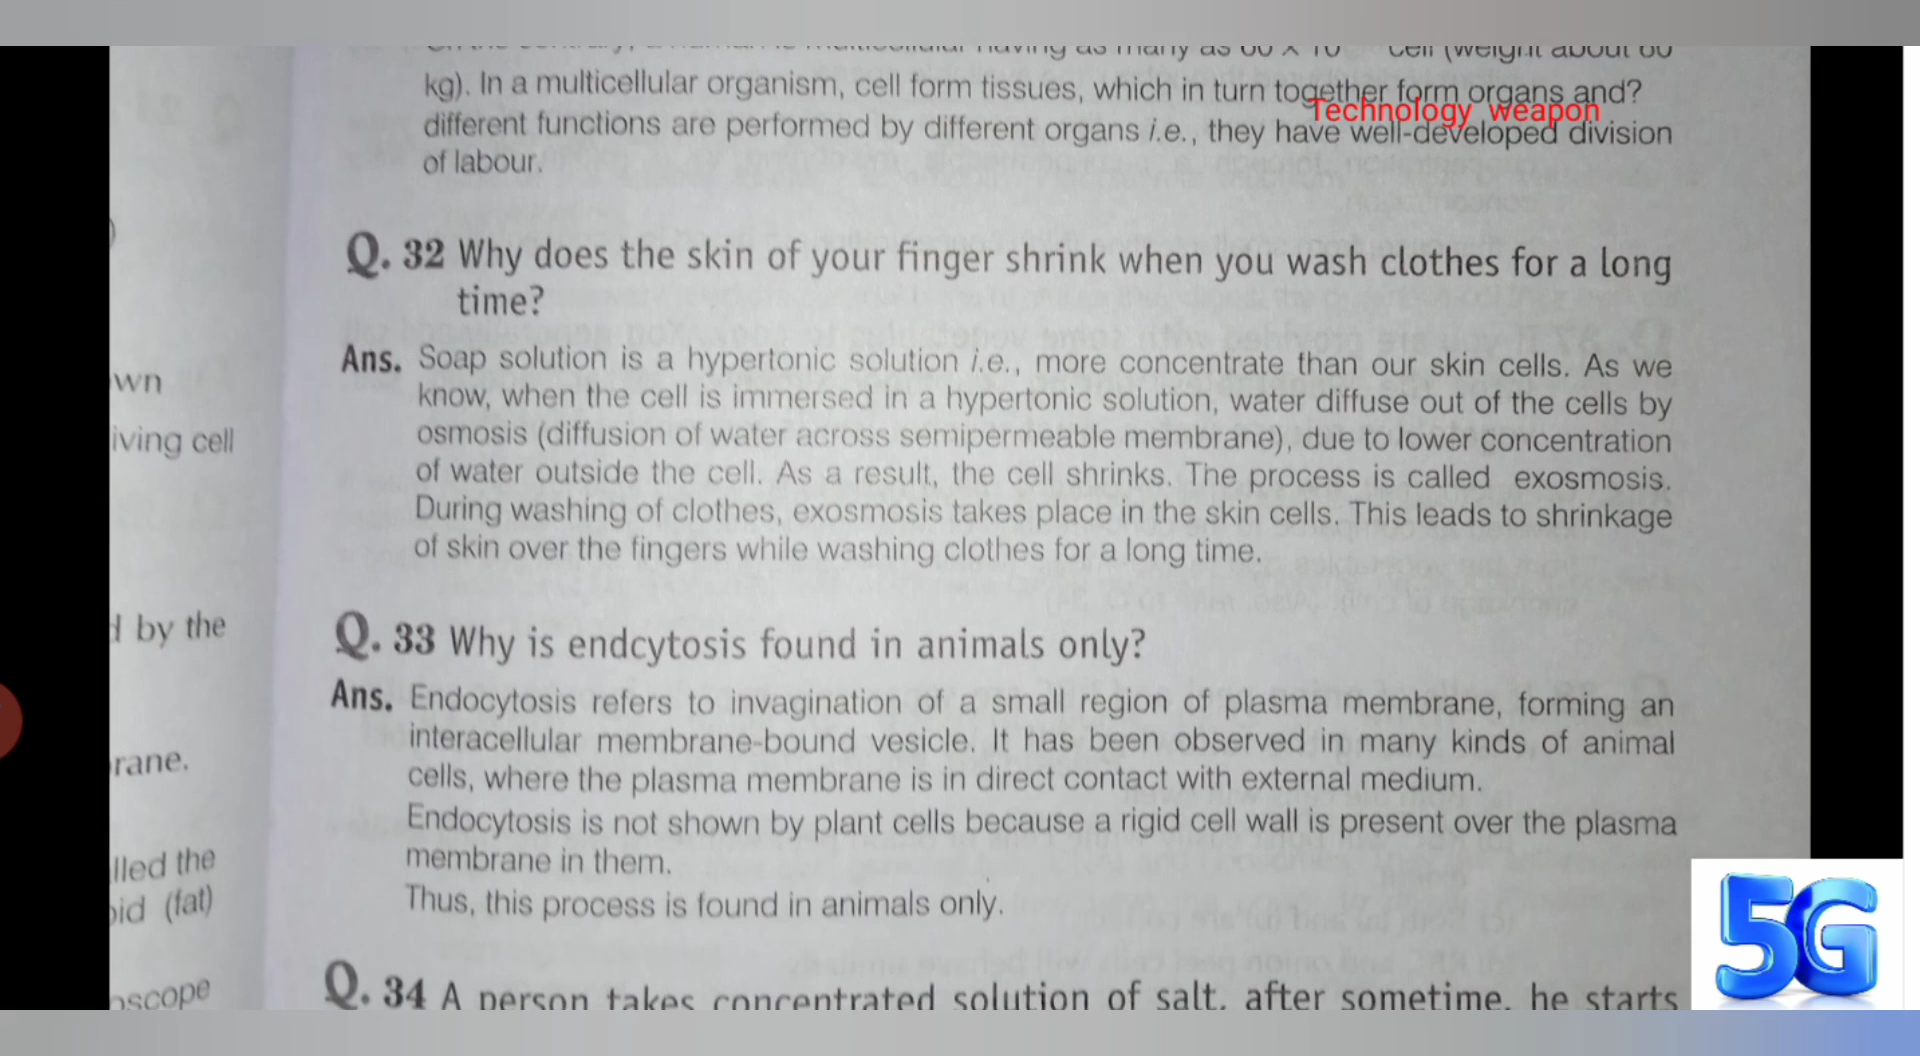 kg). In a multicellular organism, cell form tissues, which in turn together form organs and?
Technology weapon
different functions are performed by different organs i.e., they have well-developed division
of labour.
Q. 32 Why does the skin of your finger shrink when you wash clothes for a long
time?
Ans. Soap solution is a hypertonic solution i.e., more concentrate than our skin cells. As we
know, when the cell is immersed in a hypertonic solution, water diffuse out of the cells by
osmosis (diffusion of water across semipermeable membrane), due to lower concentration
of water outside the cell. As a result, the cell shrinks. The process is called exosmosis.
During washing of clothes, exosmosis takes place in the skin cells. This leads to shrinkage
of skin over the fingers while washing clothes for a long time.
Q. 33 Why is endcytosis found in animals only?
Ans. Endocytosis refers to invagination of a small region of plasma membrane, forming an
interacellular membrane-bound vesicle. It has been observed in many kinds of animal
cells, where the plasma membrane is in direct contact with external medium.
Endocytosis is not shown by plant cells because a rigid cell wall is present over the plasma
membrane in them.
Thus, this process is found in animals only.
Q. 34 A person takes concentrated solution of salt, after sometime, he starts
wn
iving cell
d by the
rane.
lled the
oid (fat)
oscope
5G